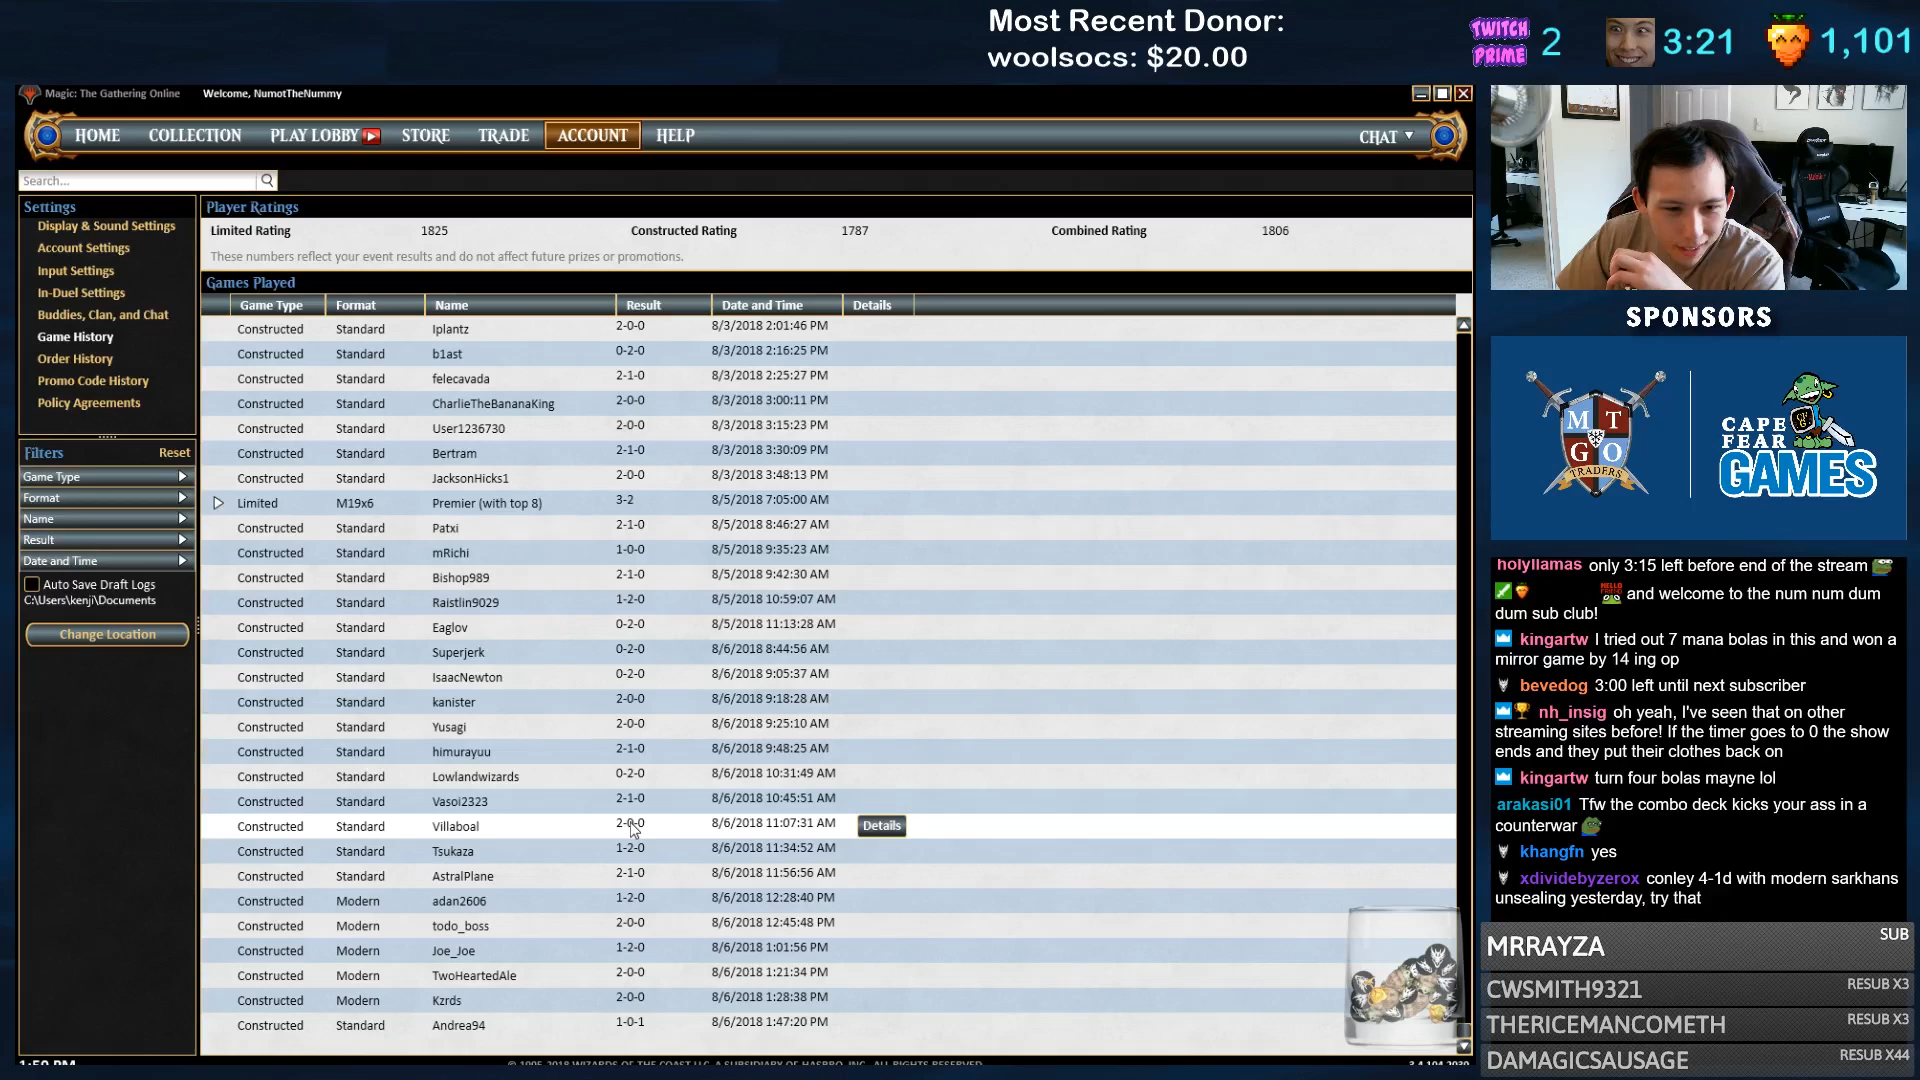 Most Recent Donor:
woolsocs: $20.00
TWITCH PRIME 2
3:21
1,101
Magic: The Gathering Online Welcome, NumotTheNummy
HOME COLLECTION PLAY LOBBY STORE TRADE ACCOUNT HELP CHAT
Search...
Settings
Display & Sound Settings
Account Settings
Input Settings
In-Duel Settings
Buddies, Clan, and Chat
Game History
Order History
Promo Code History
Policy Agreements
Filters Reset
Game Type
Format
Name
Result
Date and Time
Auto Save Draft Logs
C:\Users\kenji\Documents
Change Location
Player Ratings
Limited Rating 1825 Constructed Rating 1787 Combined Rating 1806
These numbers reflect your event results and do not affect future prizes or promotions.
Games Played
Game Type Format Name Result Date and Time Details
Constructed Standard Iplantz 2-0-0 8/3/2018 2:01:46 PM
Constructed Standard b1ast 0-2-0 8/3/2018 2:16:25 PM
Constructed Standard felecavada 2-1-0 8/3/2018 2:25:27 PM
Constructed Standard CharlieTheBananaKing 2-0-0 8/3/2018 3:00:11 PM
Constructed Standard User1236730 2-0-0 8/3/2018 3:15:23 PM
Constructed Standard Bertram 2-1-0 8/3/2018 3:30:09 PM
Constructed Standard JacksonHicks1 2-0-0 8/3/2018 3:48:13 PM
Limited M19x6 Premier (with top 8) 3-2 8/5/2018 7:05:00 AM
Constructed Standard Patxi 2-1-0 8/5/2018 8:46:27 AM
Constructed Standard mRichi 1-0-0 8/5/2018 9:35:23 AM
Constructed Standard Bishop989 2-1-0 8/5/2018 9:42:30 AM
Constructed Standard Raistlin9029 1-2-0 8/5/2018 10:59:07 AM
Constructed Standard Eaglov 0-2-0 8/5/2018 11:13:28 AM
Constructed Standard Superjerk 0-2-0 8/6/2018 8:44:56 AM
Constructed Standard IsaacNewton 0-2-0 8/6/2018 9:05:37 AM
Constructed Standard kanister 2-0-0 8/6/2018 9:18:28 AM
Constructed Standard Yusagi 2-0-0 8/6/2018 9:25:10 AM
Constructed Standard himurayuu 2-1-0 8/6/2018 9:48:25 AM
Constructed Standard Lowlandwizards 0-2-0 8/6/2018 10:31:49 AM
Constructed Standard Vasoi2323 2-1-0 8/6/2018 10:45:51 AM
Constructed Standard Villaboal 2-0-0 8/6/2018 11:07:31 AM Details
Constructed Standard Tsukaza 1-2-0 8/6/2018 11:34:52 AM
Constructed Standard AstralPlane 2-1-0 8/6/2018 11:56:56 AM
Constructed Modern adan2606 1-2-0 8/6/2018 12:28:40 PM
Constructed Modern todo_boss 2-0-0 8/6/2018 12:45:48 PM
Constructed Modern Joe_Joe 1-2-0 8/6/2018 1:01:56 PM
Constructed Modern TwoHeartedAle 2-0-0 8/6/2018 1:21:34 PM
Constructed Modern Kzrds 2-0-0 8/6/2018 1:28:38 PM
Constructed Standard Andrea94 1-0-1 8/6/2018 1:47:20 PM
SPONSORS
MTGO TRADERS
CAPE FEAR GAMES
holyllamas only 3:15 left before end of the stream
and welcome to the num num dum
dum sub club!
kingartw I tried out 7 mana bolas in this and won a
mirror game by 14 ing op
bevedog 3:00 left until next subscriber
nh_insig oh yeah, I've seen that on other
streaming sites before! If the timer goes to 0 the show
ends and they put their clothes back on
kingartw turn four bolas mayne lol
arakasi01 Tfw the combo deck kicks your ass in a
counterwar
khangfn yes
xdividebyzerox conley 4-1d with modern sarkhans
unsealing yesterday, try that
MRRAYZA SUB
CWSMITH9321 RESUB X3
THERICEMANCOMETH RESUB X3
DAMAGICSAUSAGE RESUB X44